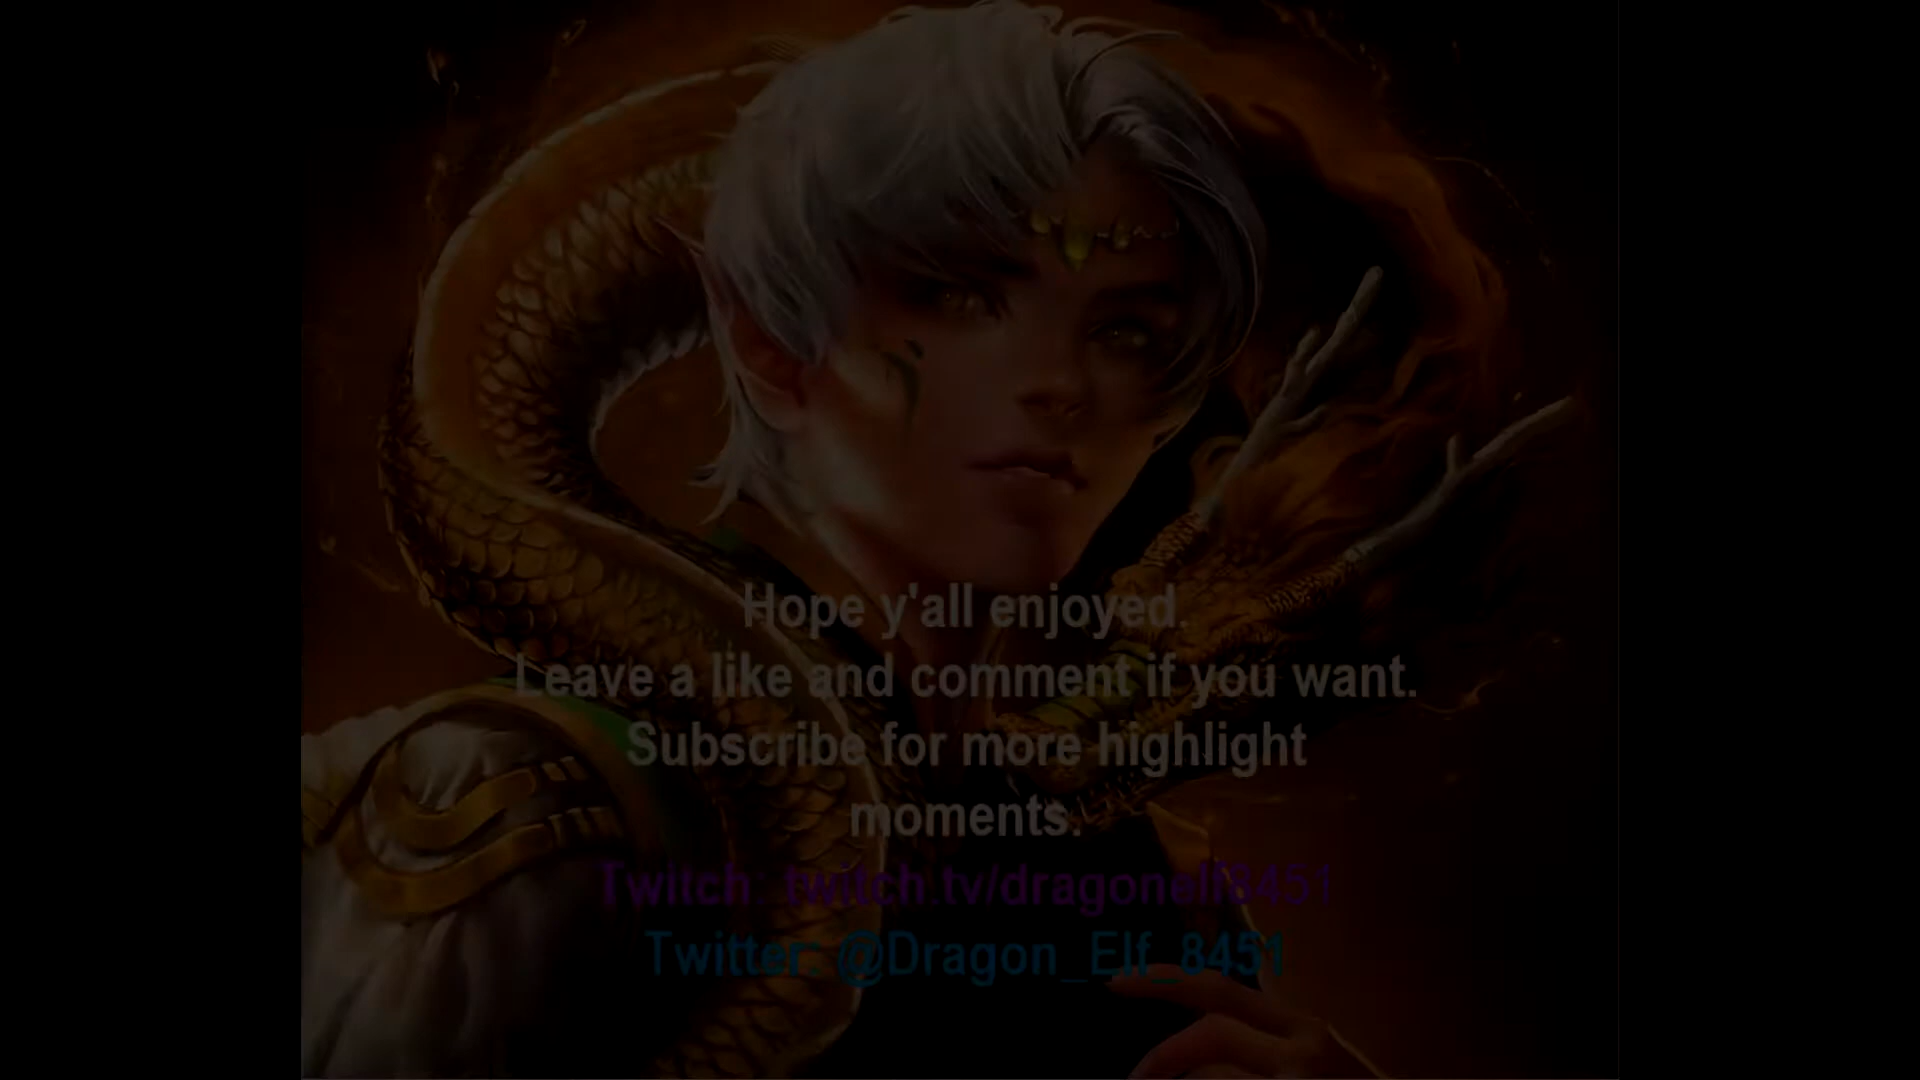 Hope y'all enjoyed.
Leave a like and comment if you want.
Subscribe for more highlight
moments.
Twitch: twitch.tv/dragonelf8451
Twitter: @Dragon_Elf_8451